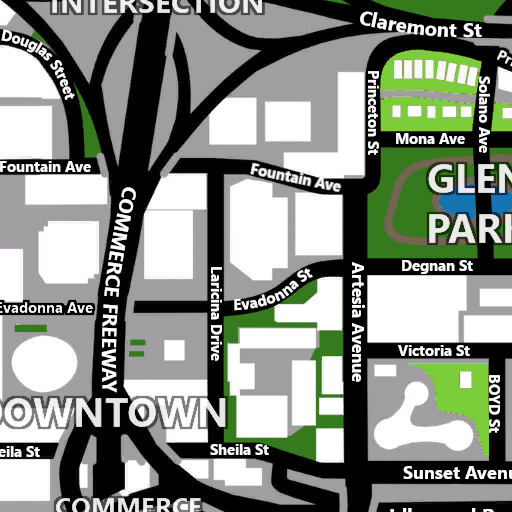 INTERSECTION
Claremont St
Douglas Street
Princeton St
Solano Ave
Mona Ave
Fountain Ave
Fountain Ave
GLEN
PARK
COMMERCE FREEWAY
Degnan St
Laricina Drive
Evadonna St
Artesia Avenue
Evadonna Ave
Victoria St
BOYD St
DOWNTOWN
Sheila St
eila St
Sunset Avenu
COMMERCE